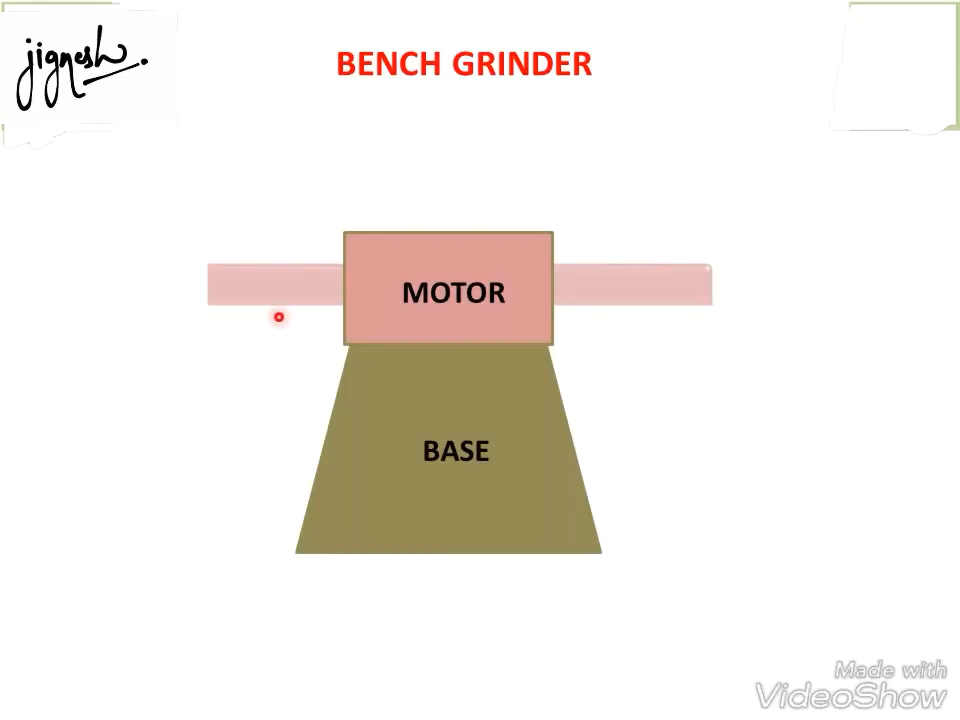 jignesh.
BENCH GRINDER
MOTOR
BASE
Made with
VideoShow